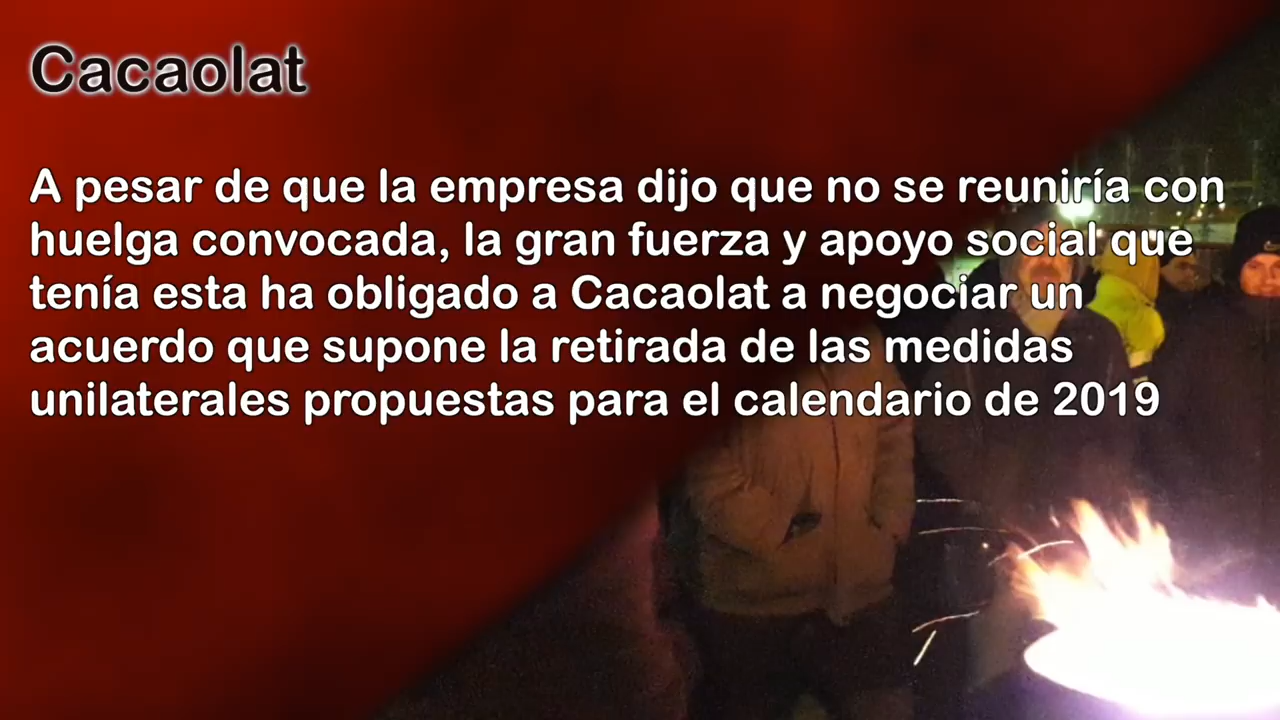 Cacaolat
A pesar de que la empresa dijo que no se reuniría con
huelga convocada, la gran fuerza y apoyo social que
tenía esta ha obligado a Cacaolat a negociar un
acuerdo que supone la retirada de las medidas
unilaterales propuestas para el calendario de 2019